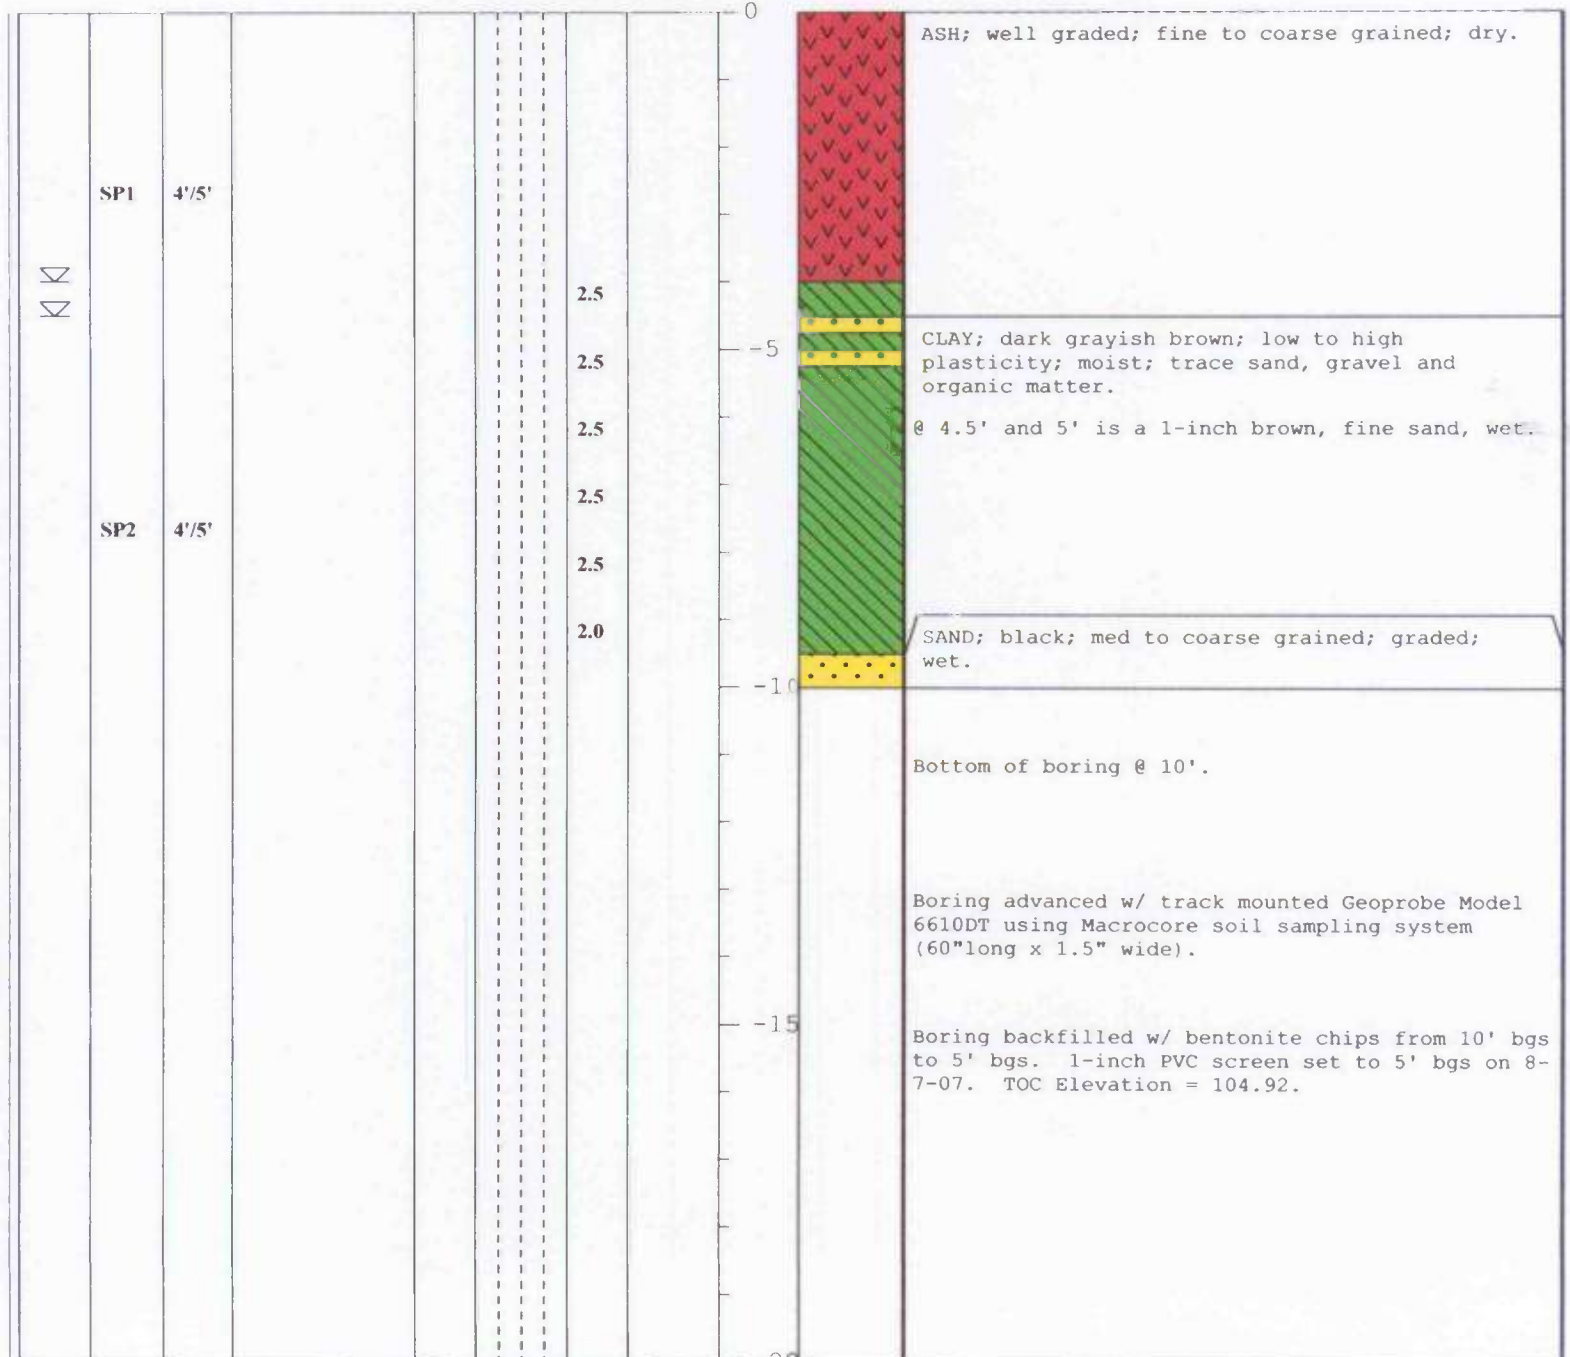 0
ASH; well graded; fine to coarse grained; dry.
SP1 4'/5'
2.5
CLAY; dark grayish brown; low to high
plasticity; moist; trace sand, gravel and
organic matter.
-5
2.5
@ 4.5' and 5' is a 1-inch brown, fine sand, wet.
2.5
2.5
SP2 4'/5'
2.5
2.0
SAND; black; med to coarse grained; graded;
wet.
-10
Bottom of boring @ 10'.
Boring advanced w/ track mounted Geoprobe Model
6610DT using Macrocore soil sampling system
(60"long x 1.5" wide).
-15
Boring backfilled w/ bentonite chips from 10' bgs
to 5' bgs. 1-inch PVC screen set to 5' bgs on 8-
7-07. TOC Elevation = 104.92.